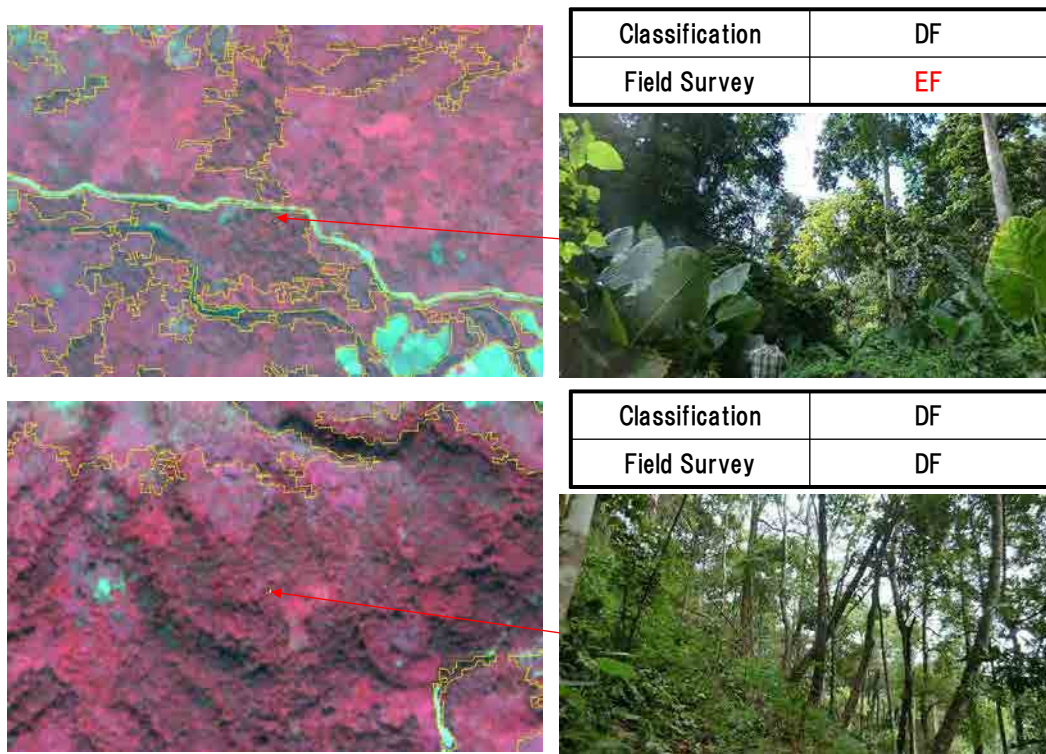 Classification DF
Field Survey EF
Classification DF
Field Survey DF